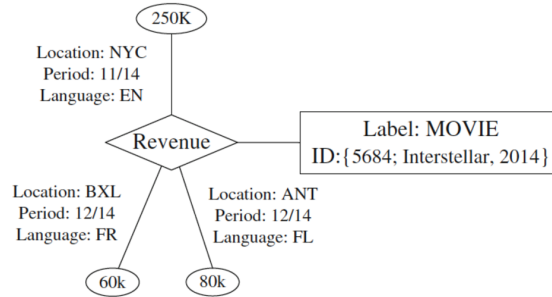 250K
Location: NYC
Period: 11/14
Language: EN
Revenue
Label: MOVIE
ID:{5684; Interstellar, 2014}
Location: BXL
Period: 12/14
Language: FR
Location: ANT
Period: 12/14
Language: FL
60k
80k